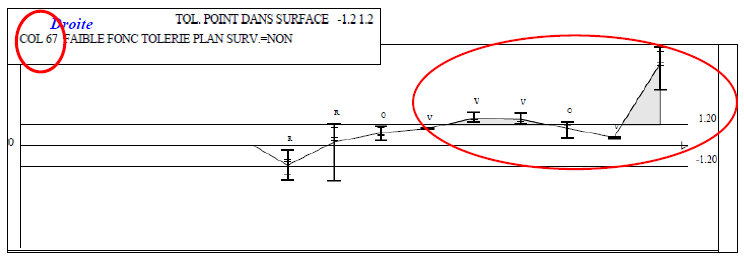 Droite
TOL. POINT DANS SURFACE -1.2 1.2
COL 67 FAIBLE FONC TOLERIE PLAN SURV.=NON
R
R
O
V
V
V
O
V
1.20
0
-1.20